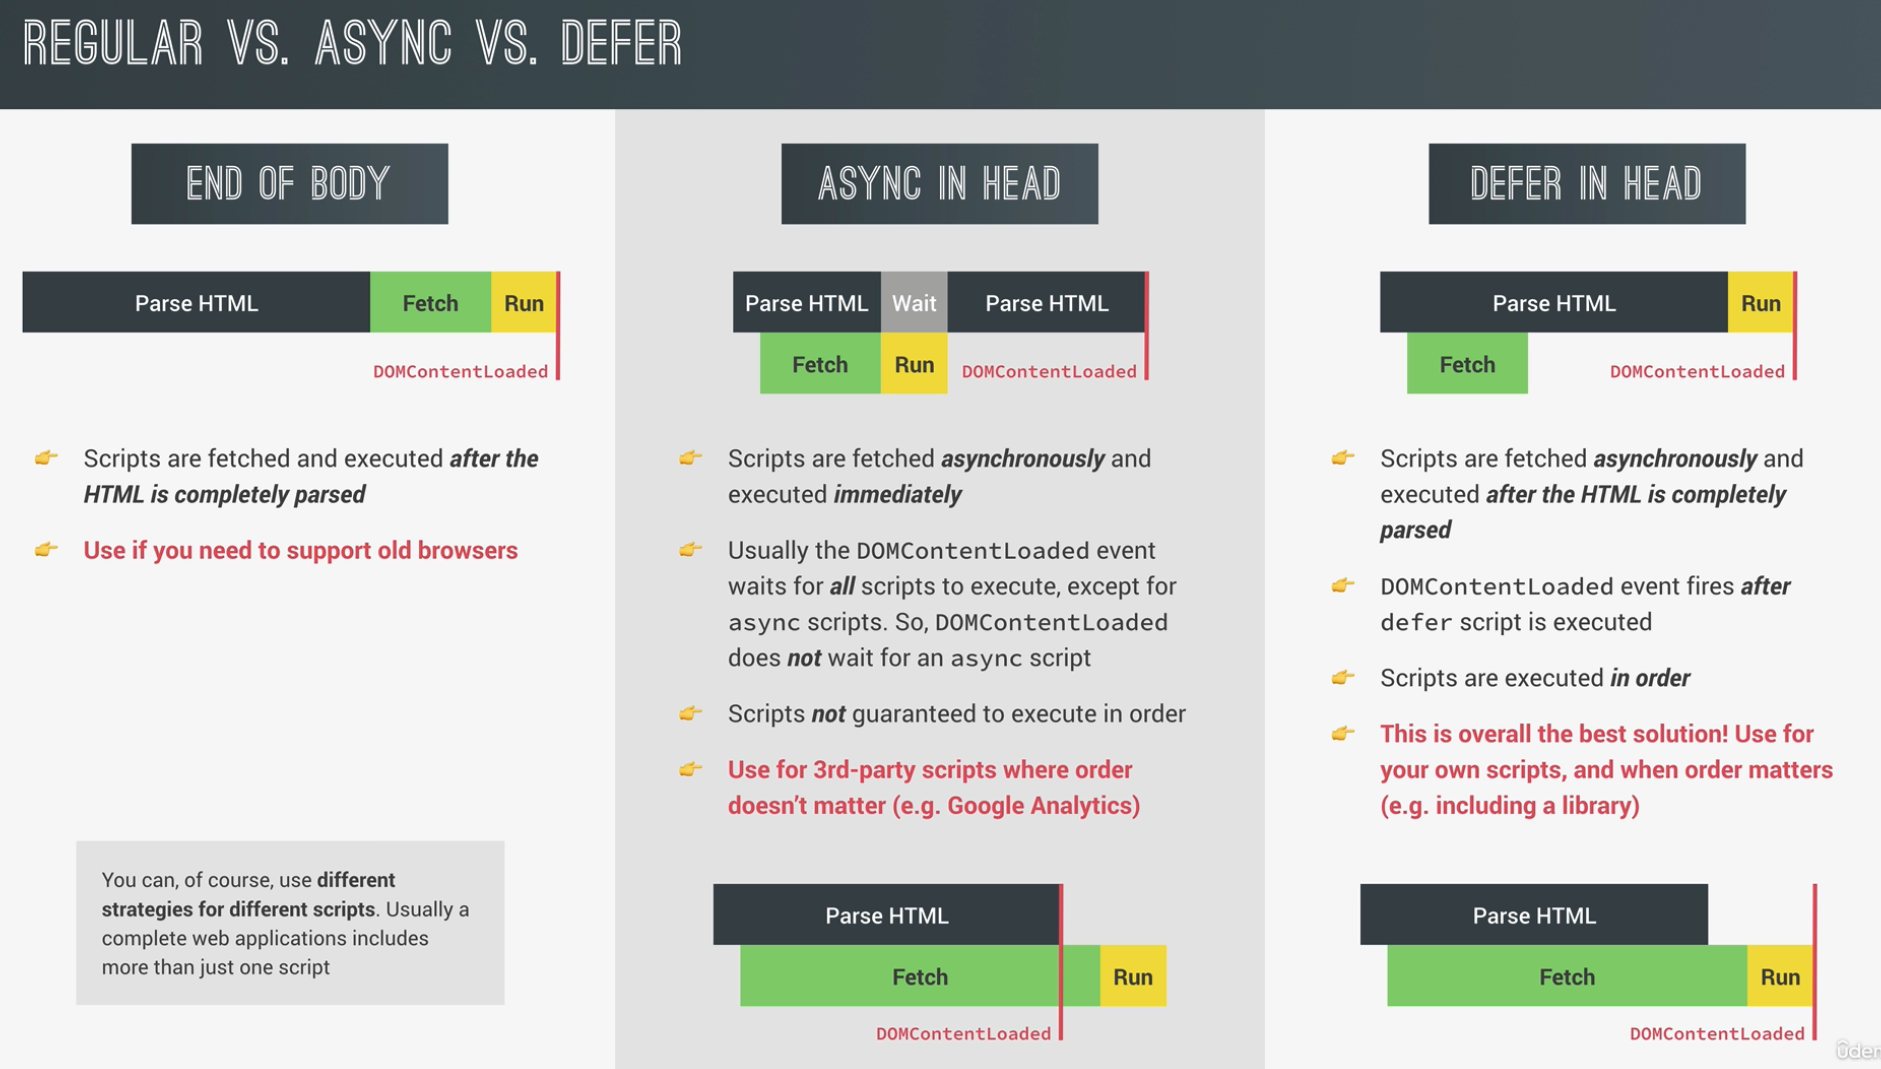 REGULAR VS. ASYNC VS. DEFER
END OF BODY
Parse HTML
Fetch
Run
DOMContentLoaded
Scripts are fetched and executed after the
HTML is completely parsed
Use if you need to support old browsers
You can, of course, use different
strategies for different scripts. Usually a
complete web applications includes
more than just one script
ASYNC IN HEAD
Parse HTML
Wait
Parse HTML
Fetch
Run
DOMContentLoaded
Scripts are fetched asynchronously and
executed immediately
Usually the DOMContentLoaded event
waits for all scripts to execute, except for
async scripts. So, DOMContentLoaded
does not wait for an async script
Scripts not guaranteed to execute in order
Use for 3rd-party scripts where order
doesn’t matter (e.g. Google Analytics)
Parse HTML
Fetch
Run
DOMContentLoaded
DEFER IN HEAD
Parse HTML
Run
Fetch
DOMContentLoaded
Scripts are fetched asynchronously and
executed after the HTML is completely
parsed
DOMContentLoaded event fires after
defer script is executed
Scripts are executed in order
This is overall the best solution! Use for
your own scripts, and when order matters
(e.g. including a library)
Parse HTML
Fetch
Run
DOMContentLoaded